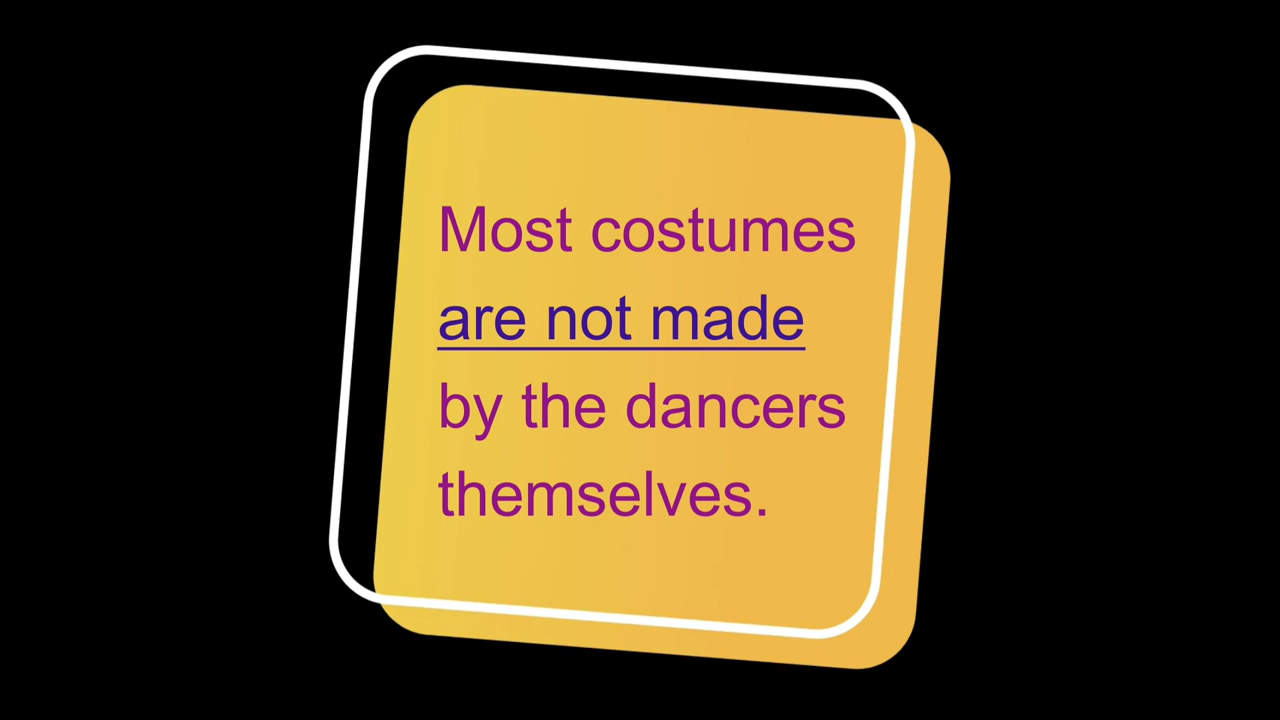 Most costumes
are not made
by the dancers
themselves.